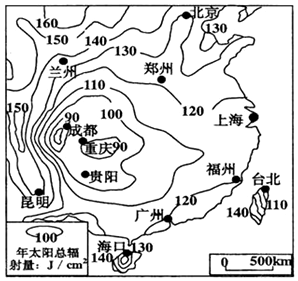 160
150
140
130
北京
130
兰州
110
郑州
150
100
120
上海
90
成都
重庆
90
贵阳
福州
台北
昆明
120
广州
140
110
100
年太阳总辐
射量：J / cm²
海口
130
140
0 500km